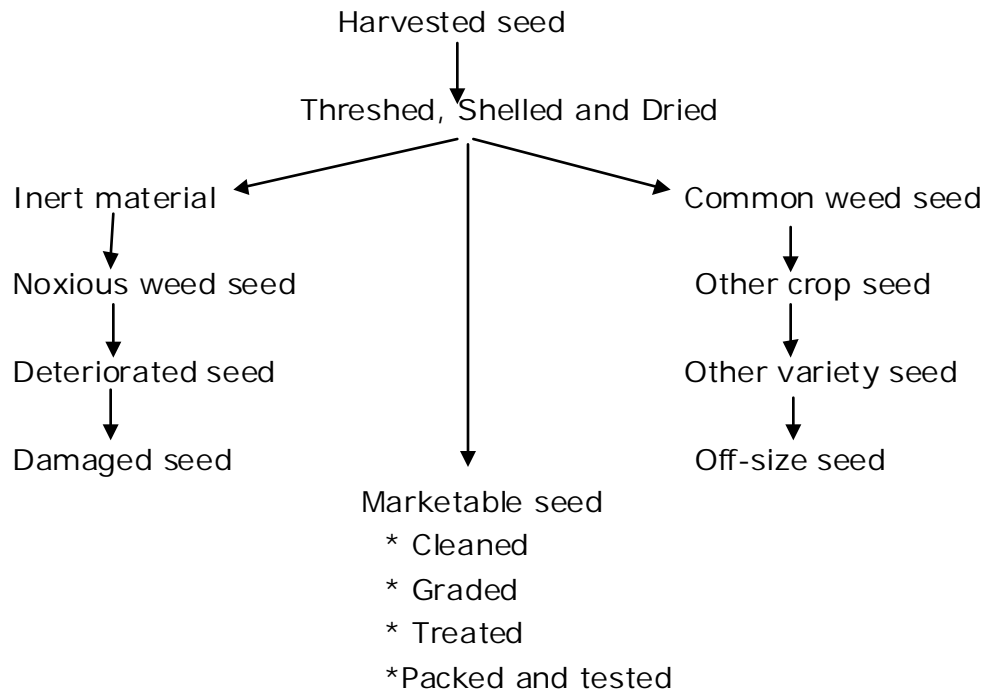 Harvested seed
Threshed, Shelled and Dried
Inert material
Common weed seed
Noxious weed seed
Other crop seed
Deteriorated seed
Other variety seed
Damaged seed
Off-size seed
Marketable seed
* Cleaned
* Graded
* Treated
*Packed and tested